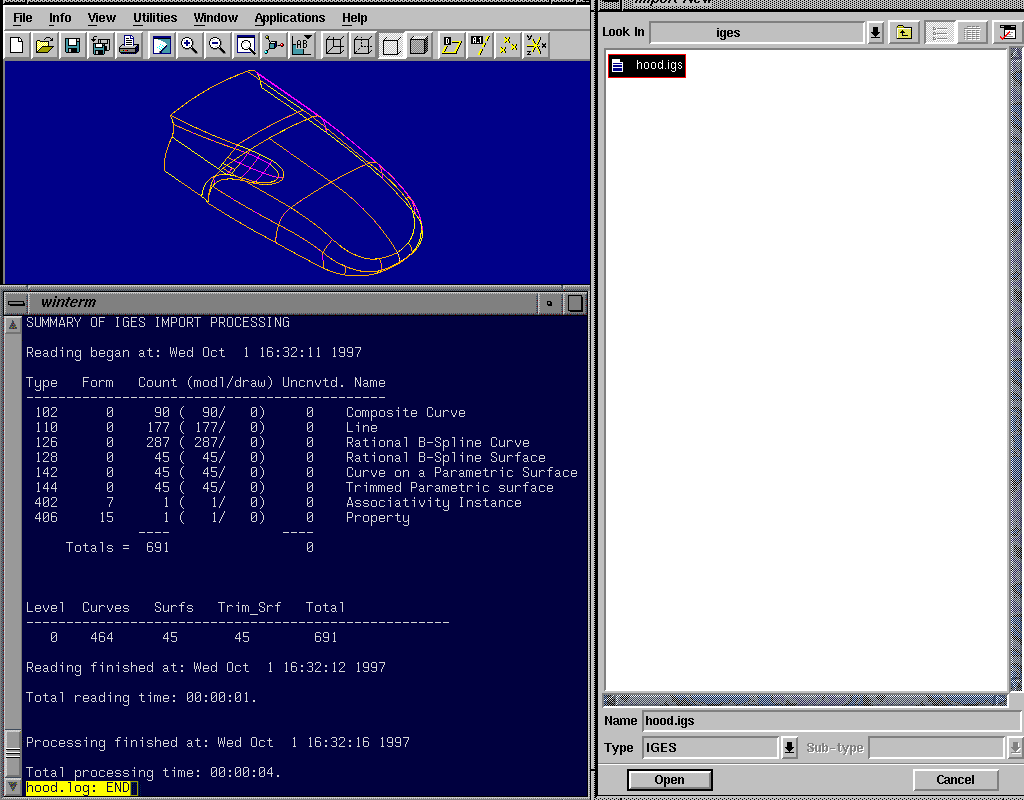 File Info View Utilities Window Applications Help
winterm
SUMMARY OF IGES IMPORT PROCESSING
Reading began at: Wed Oct  1 16:32:11 1997
Type   Form   Count (modl/draw) Uncnvtd. Name
---------------------------------------------
102      0     90 (  90/   0)     0    Composite Curve
110      0    177 ( 177/   0)     0    Line
126      0    287 ( 287/   0)     0    Rational B-Spline Curve
128      0     45 (  45/   0)     0    Rational B-Spline Surface
142      0     45 (  45/   0)     0    Curve on a Parametric Surface
144      0     45 (  45/   0)     0    Trimmed Parametric surface
402      7      1 (   1/   0)     0    Associativity Instance
406     15      1 (   1/   0)     0    Property
----              ----
Totals =  691                 0
Level  Curves   Surfs   Trim_Srf   Total
-----------------------------------------------------
0    464      45       45        691
Reading finished at: Wed Oct  1 16:32:12 1997
Total reading time: 00:00:01.
Processing finished at: Wed Oct  1 16:32:16 1997
Total processing time: 00:00:04.
hood.log: END
Look In iges
hood.igs
Name hood.igs
Type IGES Sub-type
Open Cancel